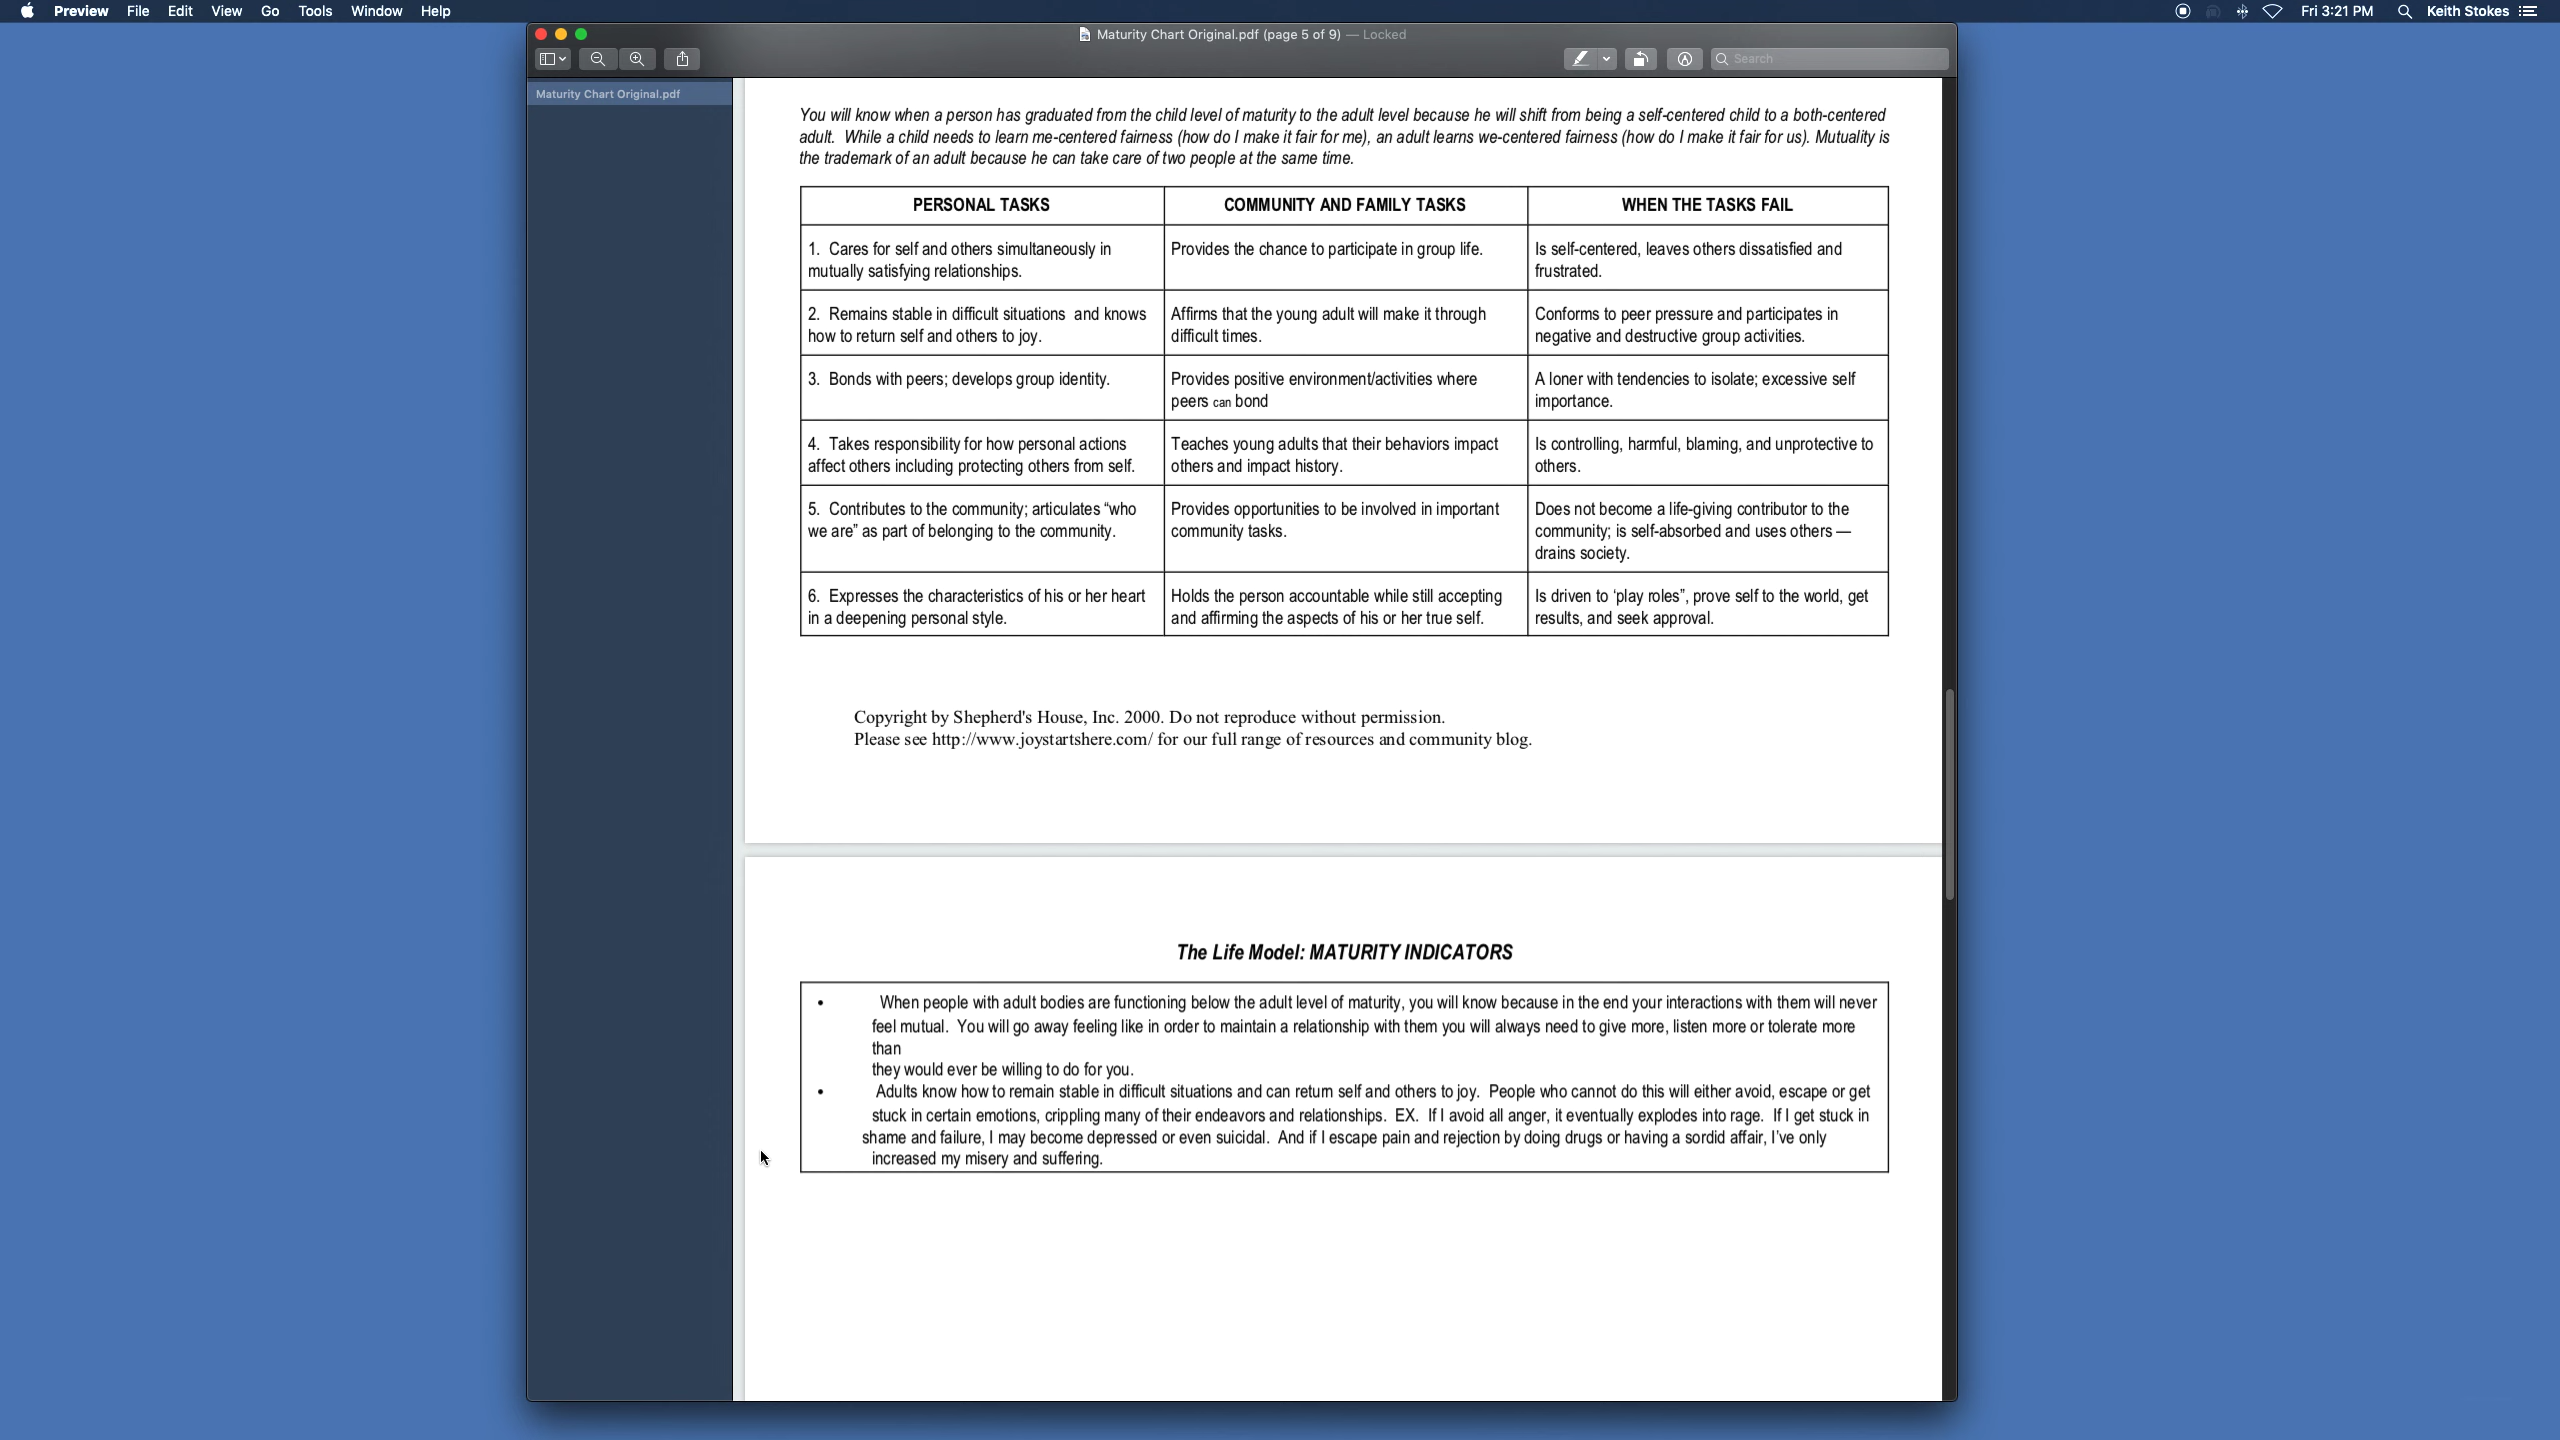 Preview File Edit View Go Tools Window Help Fri 3:21 PM Keith Stokes
Maturity Chart Original.pdf (page 5 of 9) — Locked
Search
Maturity Chart Original.pdf
You will know when a person has graduated from the child level of maturity to the adult level because he will shift from being a self-centered child to a both-centered
adult. While a child needs to learn me-centered fairness (how do I make it fair for me), an adult learns we-centered fairness (how do I make it fair for us). Mutuality is
the trademark of an adult because he can take care of two people at the same time.
PERSONAL TASKS COMMUNITY AND FAMILY TASKS WHEN THE TASKS FAIL
1. Cares for self and others simultaneously in
mutually satisfying relationships.
Provides the chance to participate in group life.
Is self-centered, leaves others dissatisfied and
frustrated.
2. Remains stable in difficult situations and knows
how to return self and others to joy.
Affirms that the young adult will make it through
difficult times.
Conforms to peer pressure and participates in
negative and destructive group activities.
3. Bonds with peers; develops group identity.
Provides positive environment/activities where
peers can bond
A loner with tendencies to isolate; excessive self
importance.
4. Takes responsibility for how personal actions
affect others including protecting others from self.
Teaches young adults that their behaviors impact
others and impact history.
Is controlling, harmful, blaming, and unprotective to
others.
5. Contributes to the community; articulates “who
we are” as part of belonging to the community.
Provides opportunities to be involved in important
community tasks.
Does not become a life-giving contributor to the
community; is self-absorbed and uses others —
drains society.
6. Expresses the characteristics of his or her heart
in a deepening personal style.
Holds the person accountable while still accepting
and affirming the aspects of his or her true self.
Is driven to ‘play roles”, prove self to the world, get
results, and seek approval.
Copyright by Shepherd's House, Inc. 2000. Do not reproduce without permission.
Please see http://www.joystartshere.com/ for our full range of resources and community blog.
The Life Model: MATURITY INDICATORS
• When people with adult bodies are functioning below the adult level of maturity, you will know because in the end your interactions with them will never
feel mutual. You will go away feeling like in order to maintain a relationship with them you will always need to give more, listen more or tolerate more
than
they would ever be willing to do for you.
• Adults know how to remain stable in difficult situations and can return self and others to joy. People who cannot do this will either avoid, escape or get
stuck in certain emotions, crippling many of their endeavors and relationships. EX. If I avoid all anger, it eventually explodes into rage. If I get stuck in
shame and failure, I may become depressed or even suicidal. And if I escape pain and rejection by doing drugs or having a sordid affair, I’ve only
increased my misery and suffering.